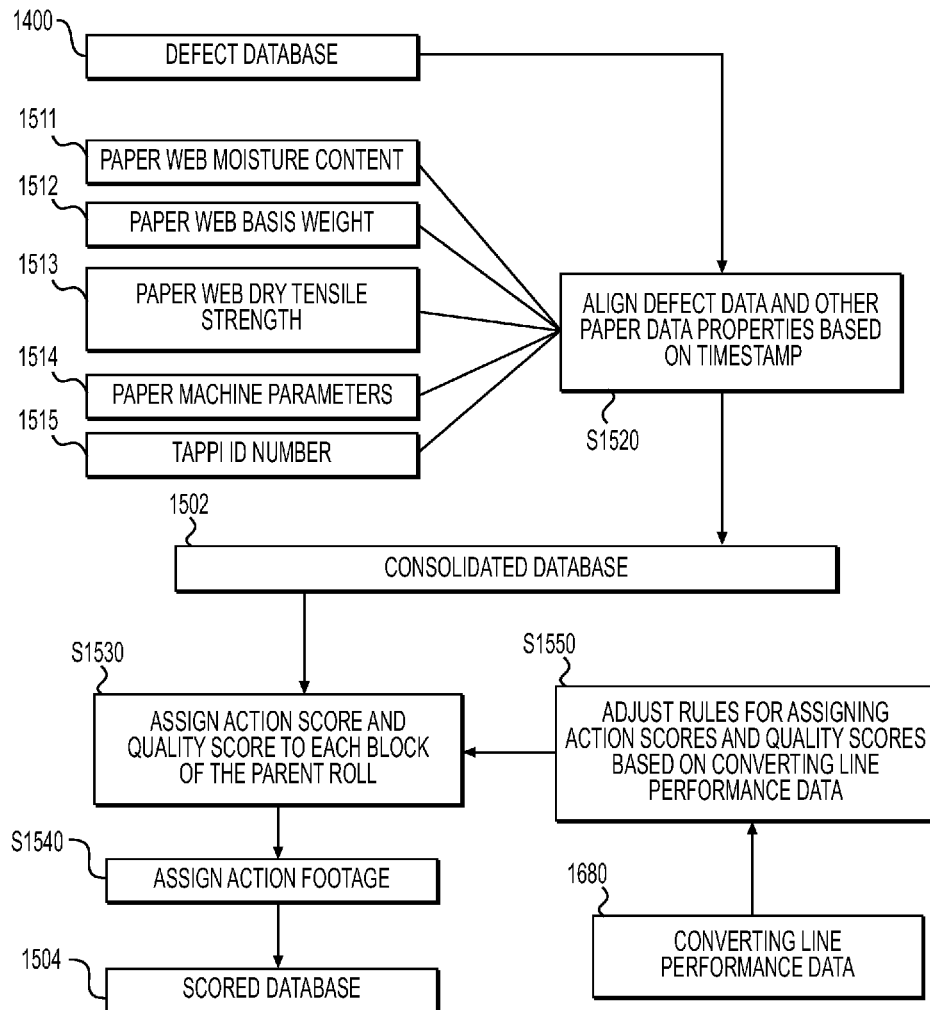 1400
DEFECT DATABASE
1511
PAPER WEB MOISTURE CONTENT
1512
PAPER WEB BASIS WEIGHT
1513
PAPER WEB DRY TENSILE
STRENGTH
1514
PAPER MACHINE PARAMETERS
1515
TAPPI ID NUMBER
ALIGN DEFECT DATA AND OTHER
PAPER DATA PROPERTIES BASED
ON TIMESTAMP
S1520
1502
CONSOLIDATED DATABASE
S1530
ASSIGN ACTION SCORE AND
QUALITY SCORE TO EACH BLOCK
OF THE PARENT ROLL
S1550
ADJUST RULES FOR ASSIGNING
ACTION SCORES AND QUALITY SCORES
BASED ON CONVERTING LINE
PERFORMANCE DATA
S1540
ASSIGN ACTION FOOTAGE
1680
CONVERTING LINE
PERFORMANCE DATA
1504
SCORED DATABASE